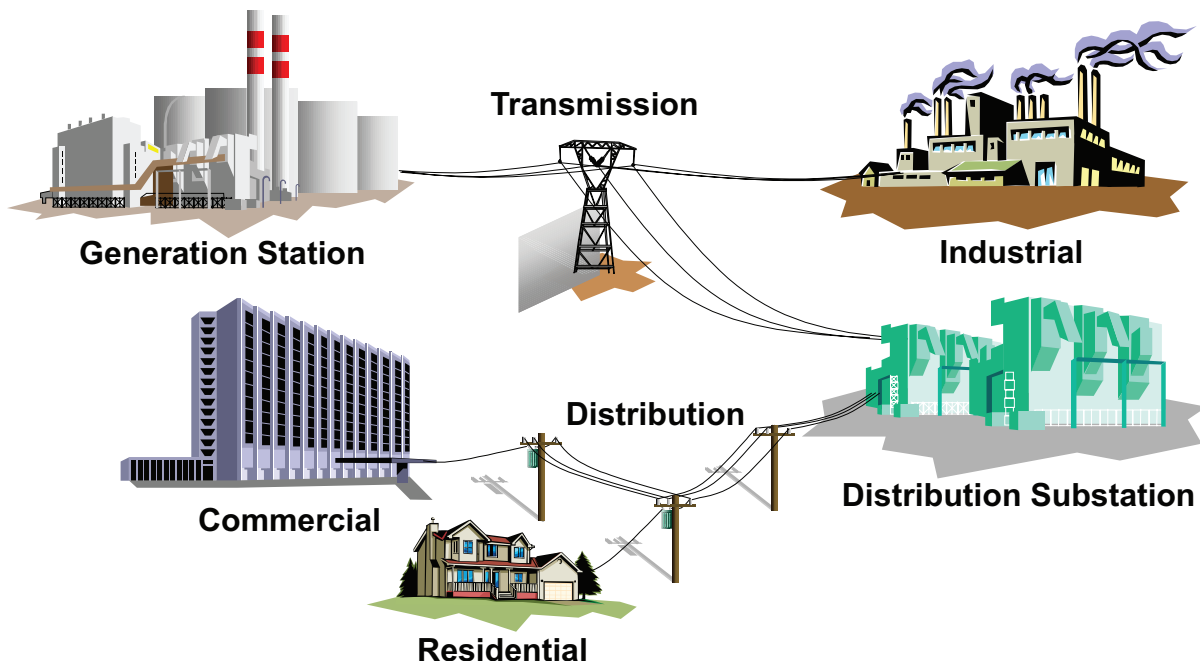 Transmission
Generation Station
Industrial
Distribution
Distribution Substation
Commercial
Residential